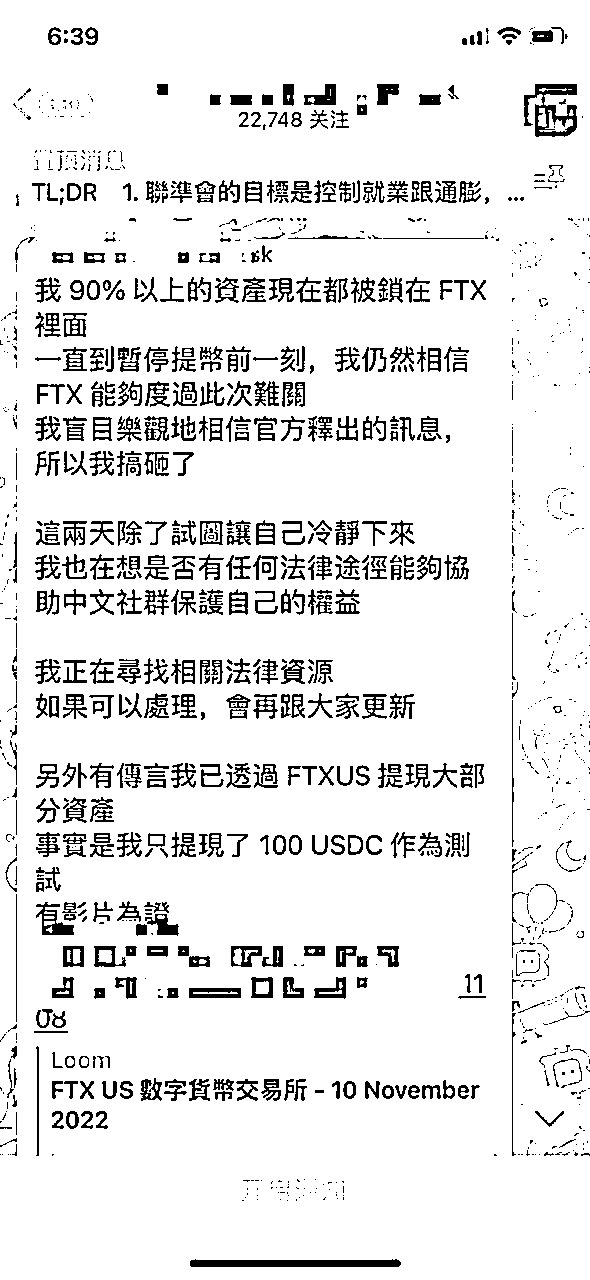 6:39
22,748 关注
置頂消息
TL;DR 1. 聯準會的目標是控制就業跟通膨，...
sk
我 90% 以上的資產現在都被鎖在 FTX
裡面
一直到暫停提幣前一刻，我仍然相信
FTX 能夠度過此次難關
我盲目樂觀地相信官方釋出的訊息，
所以我搞砸了
這兩天除了試圖讓自己冷靜下來
我也在想是否有任何法律途徑能夠協
助中文社群保護自己的權益
我正在尋找相關法律資源
如果可以處理，會再跟大家更新
另外有傳言我已透過 FTXUS 提現大部
分資產
事實是我只提現了 100 USDC 作為測
試
有影片為證
11
08
Loom
FTX US 數字貨幣交易所 - 10 November
2022